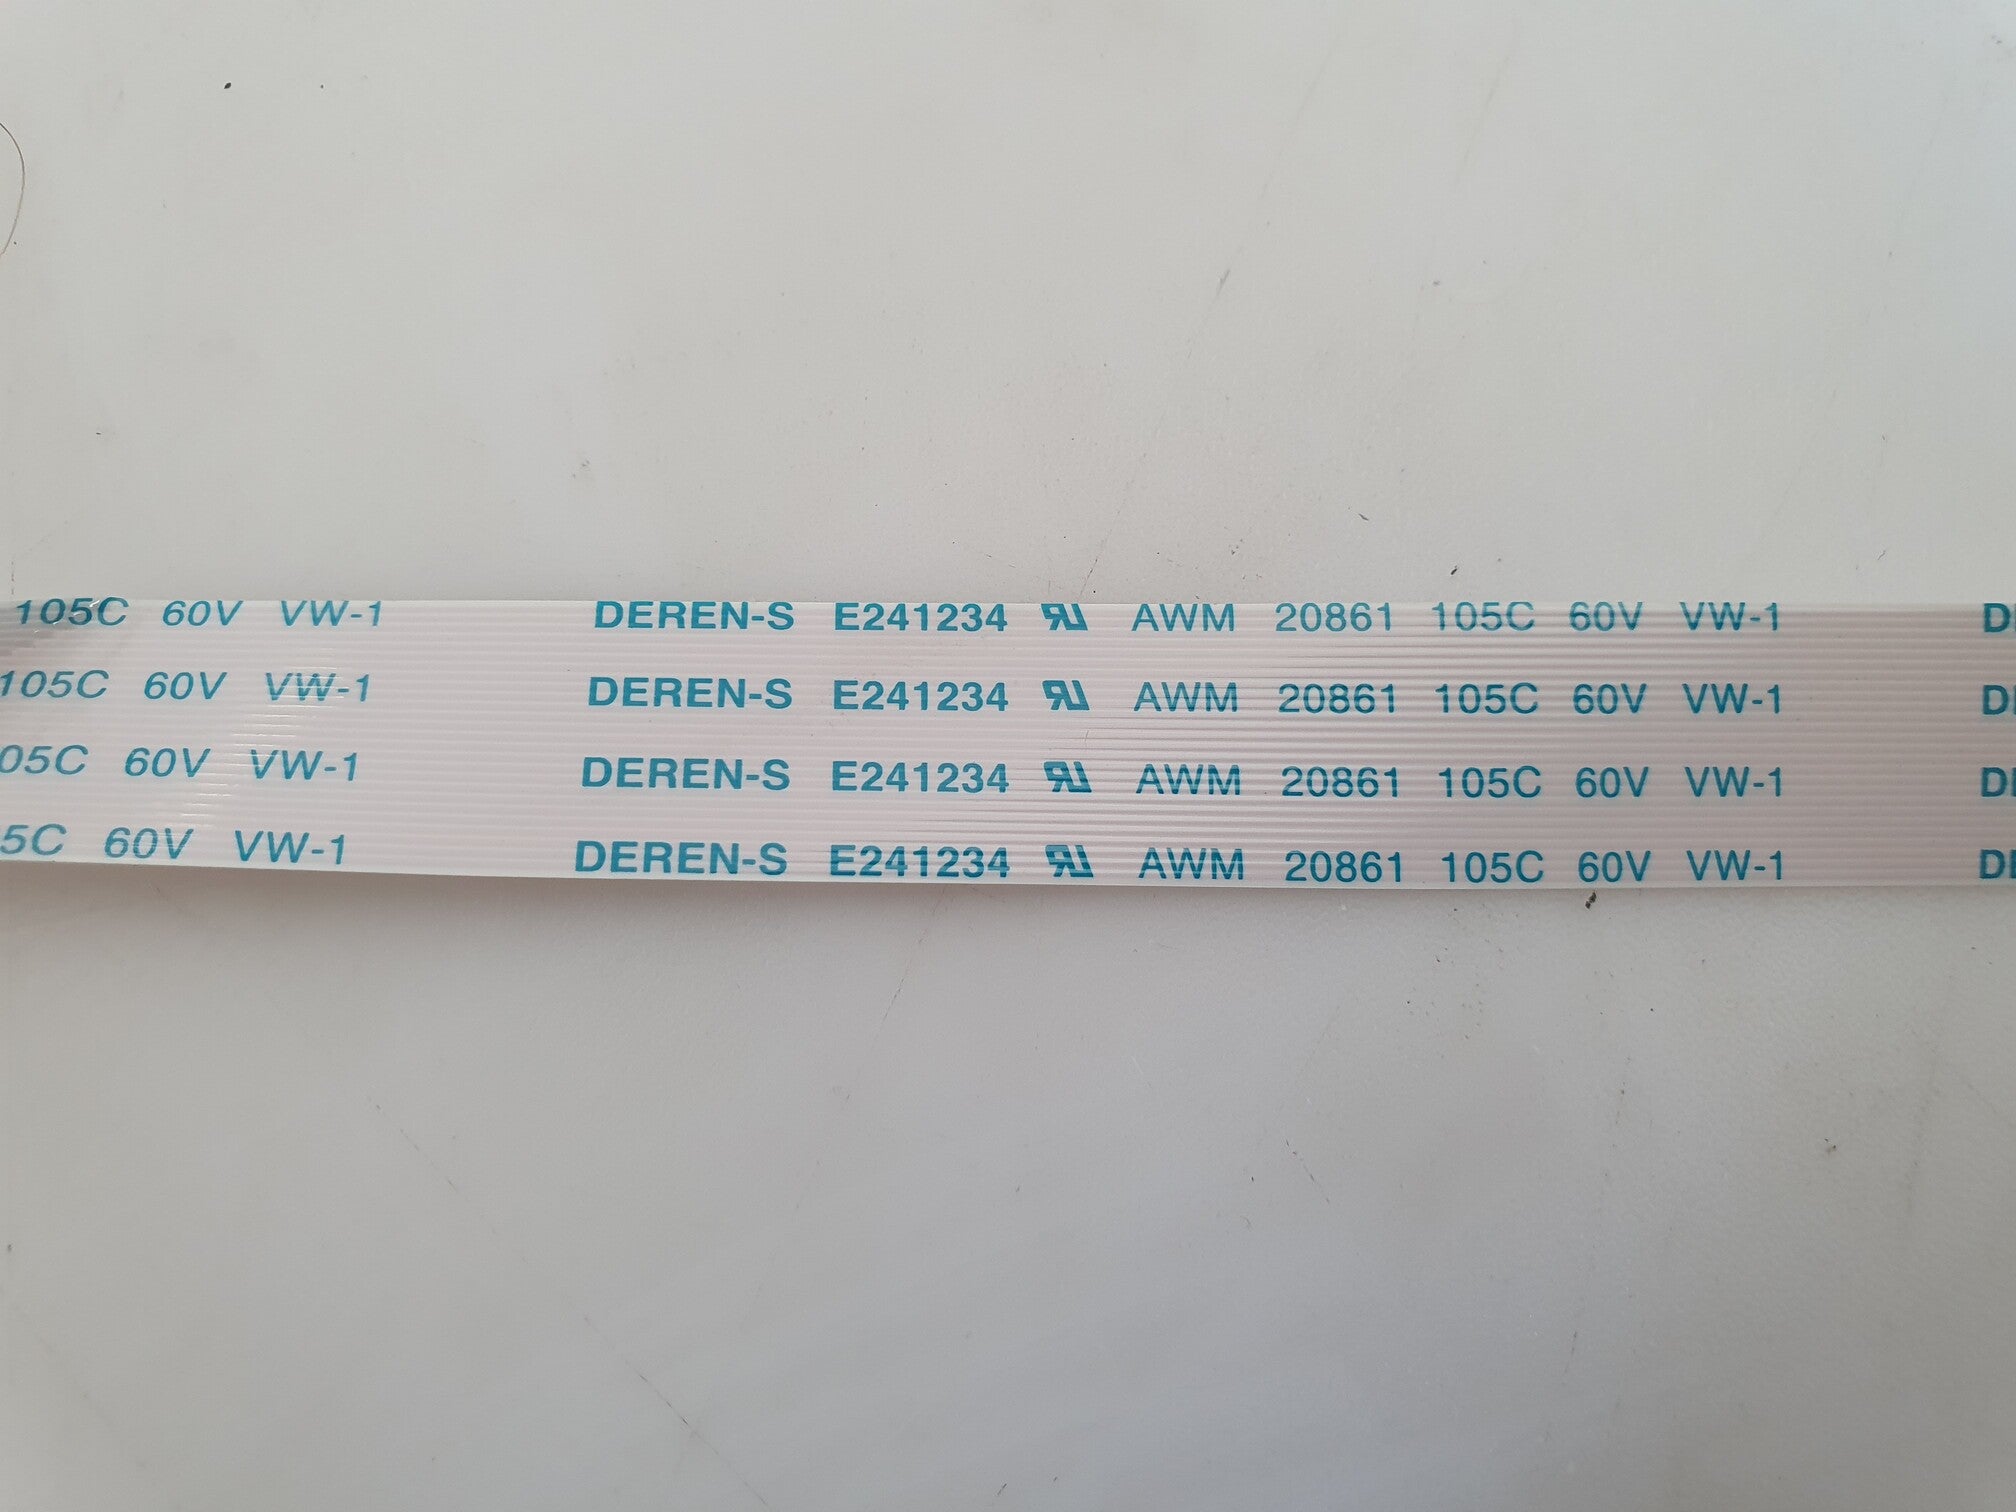 105C 60V VW-1 DEREN-S E241234 AWM 20861 105C 60V VW-1
105C 60V VW-1 DEREN-S E241234 AWM 20861 105C 60V VW-1
05C 60V VW-1 DEREN-S E241234 AWM 20861 105C 60V VW-1
5C 60V VW-1 DEREN-S E241234 AWM 20861 105C 60V VW-1